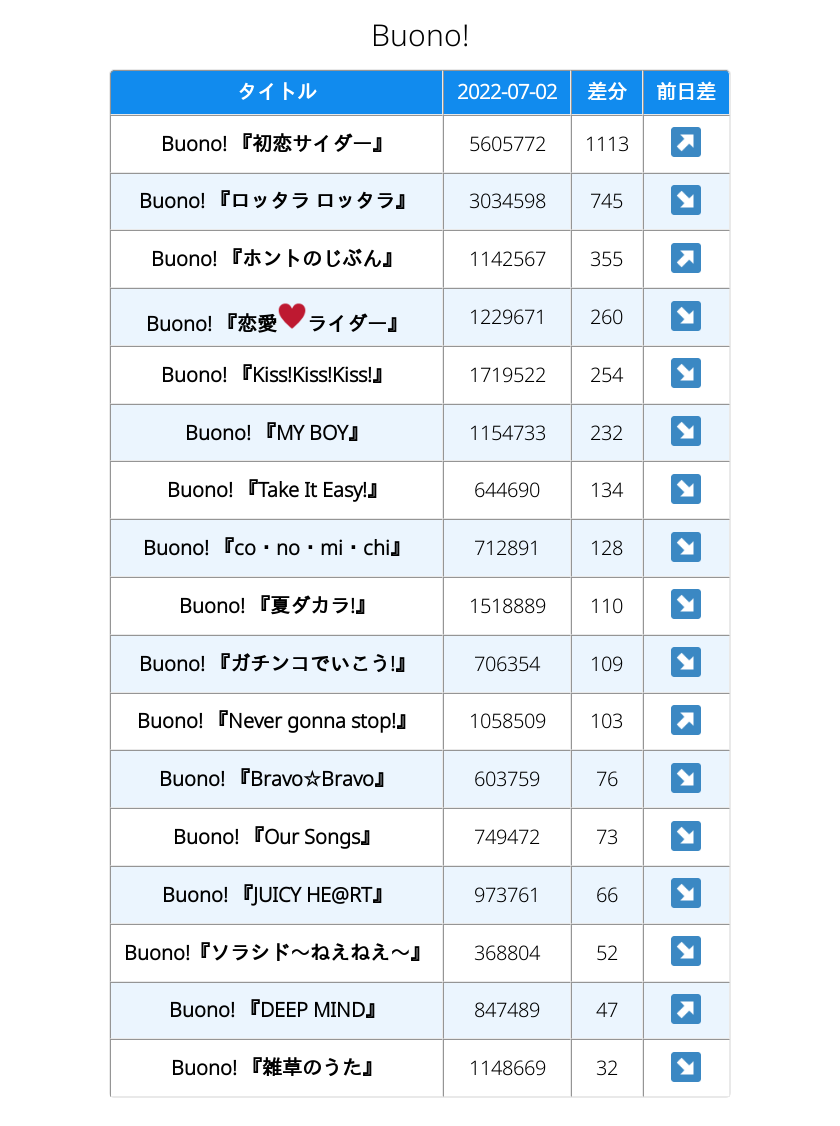 Buono!
タイトル 2022-07-02 差分 前日差
Buono! 『初恋サイダー』 5605772 1113 ↗
Buono! 『ロッタラ ロッタラ』 3034598 745 ↘
Buono! 『ホントのじぶん』 1142567 355 ↗
Buono! 『恋愛♥ライダー』 1229671 260 ↘
Buono! 『Kiss!Kiss!Kiss!』 1719522 254 ↘
Buono! 『MY BOY』 1154733 232 ↘
Buono! 『Take It Easy!』 644690 134 ↘
Buono! 『co・no・mi・chi』 712891 128 ↘
Buono! 『夏ダカラ!』 1518889 110 ↘
Buono! 『ガチンコでいこう!』 706354 109 ↘
Buono! 『Never gonna stop!』 1058509 103 ↗
Buono! 『Bravo☆Bravo』 603759 76 ↘
Buono! 『Our Songs』 749472 73 ↘
Buono! 『JUICY HE@RT』 973761 66 ↘
Buono!『ソラシド～ねえねえ～』 368804 52 ↘
Buono! 『DEEP MIND』 847489 47 ↗
Buono! 『雑草のうた』 1148669 32 ↘